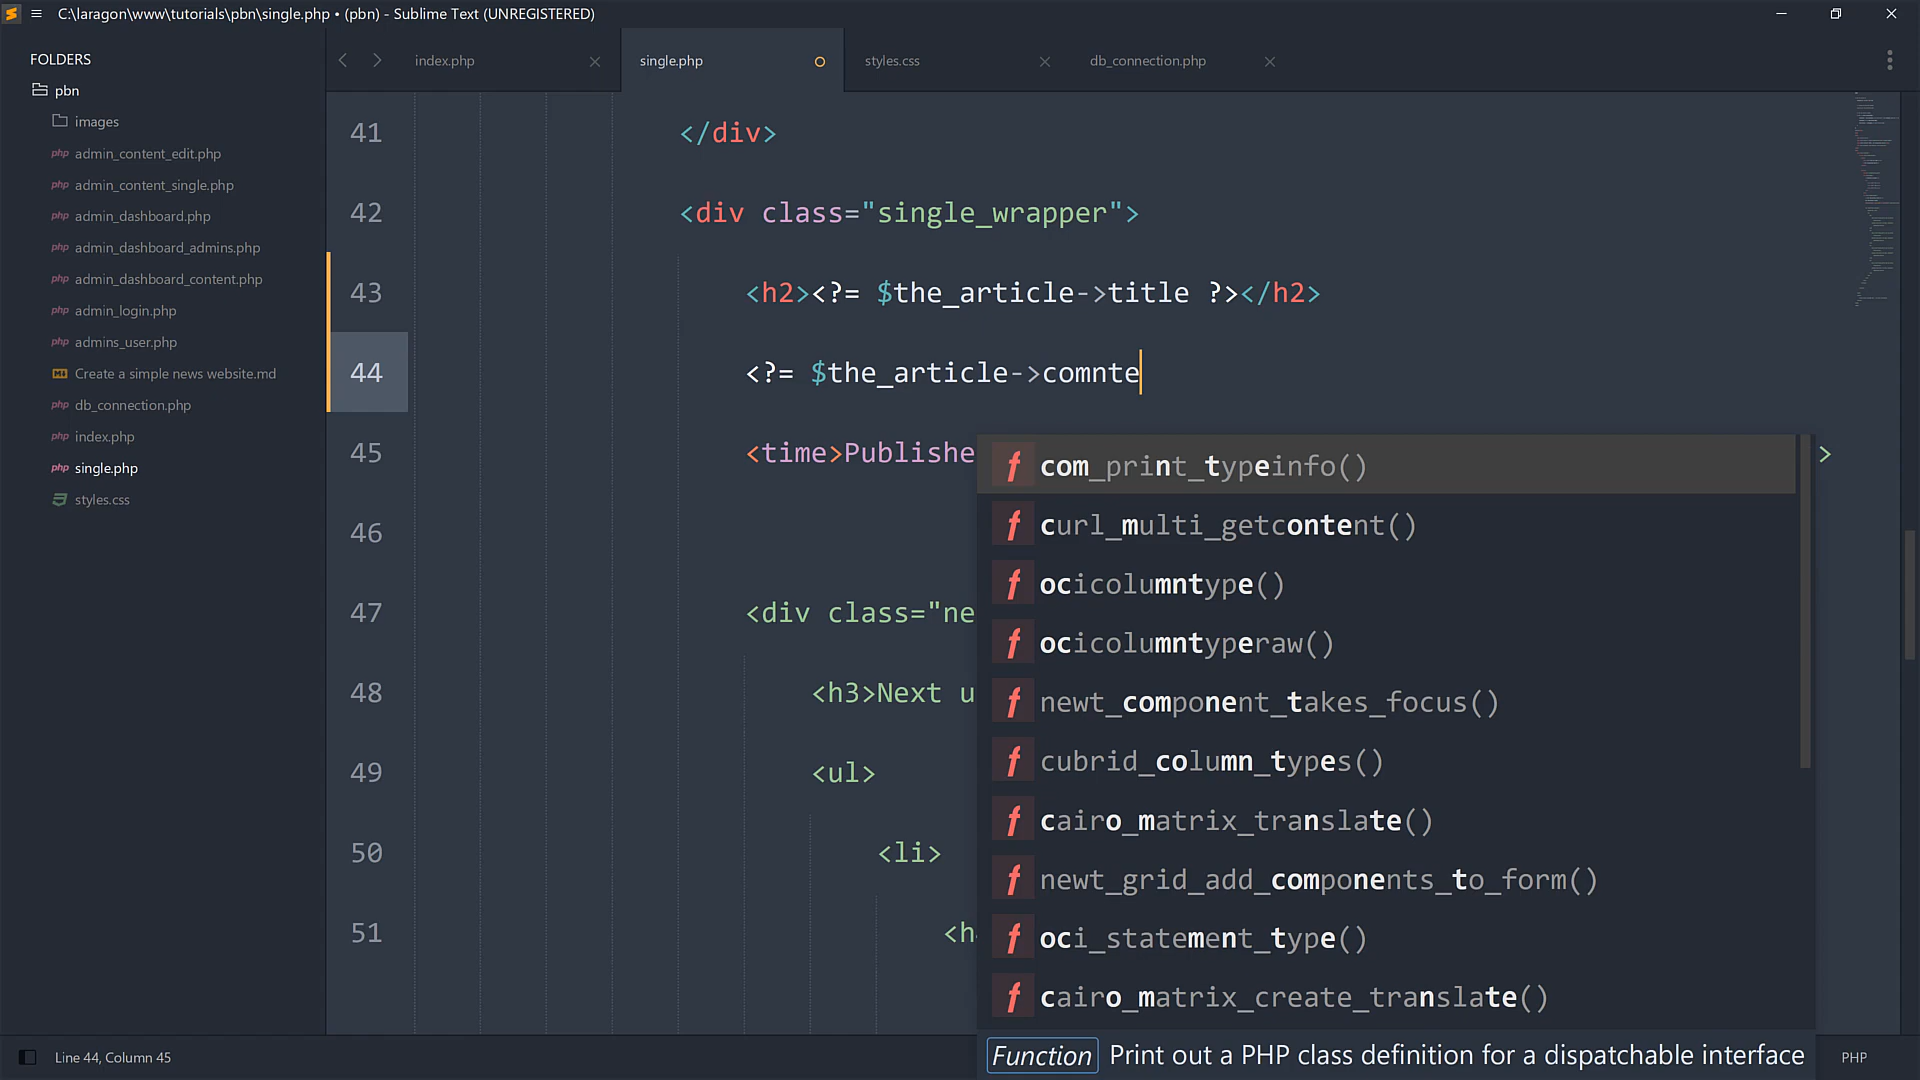 C:\laragon\www\tutorials\pbn\single.php • (pbn) - Sublime Text (UNREGISTERED)
FOLDERS
pbn
images
php admin_content_edit.php
php admin_content_single.php
php admin_dashboard.php
php admin_dashboard_admins.php
php admin_dashboard_content.php
php admin_login.php
php admins_user.php
Create a simple news website.md
php db_connection.php
php index.php
php single.php
styles.css
index.php
single.php
styles.css
db_connection.php
41 </div>
42 <div class="single_wrapper">
43 <h2><?= $the_article->title ?></h2>
44 <?= $the_article->comnte
45 <time>Publishe >
46
47 <div class="ne
48 <h3>Next u
49 <ul>
50 <li>
51 <h
f com_print_typeinfo()
f curl_multi_getcontent()
f ocicolumntype()
f ocicolumntyperaw()
f newt_component_takes_focus()
f cubrid_column_types()
f cairo_matrix_translate()
f newt_grid_add_components_to_form()
f oci_statement_type()
f cairo_matrix_create_translate()
Function Print out a PHP class definition for a dispatchable interface
Line 44, Column 45
PHP